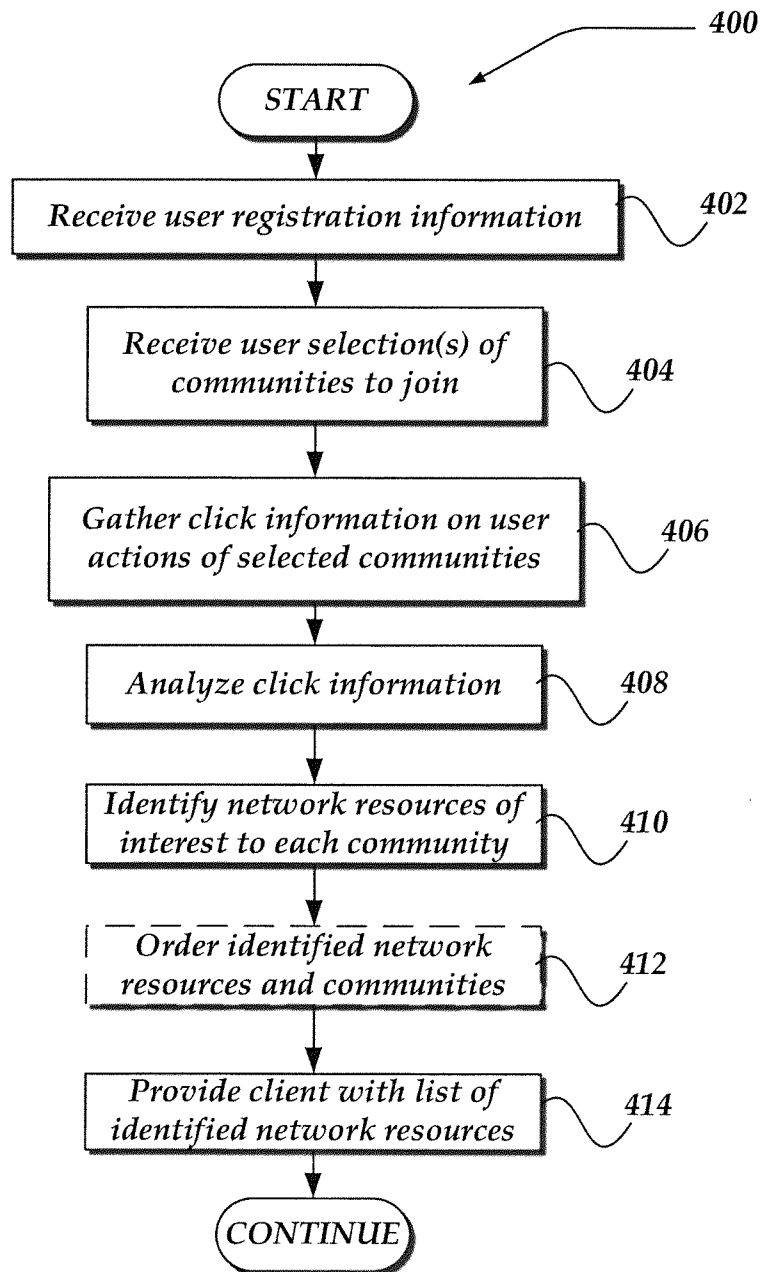 400
START
Receive user registration information
402
Receive user selection(s) of
communities to join
404
Gather click information on user
actions of selected communities
406
Analyze click information
408
Identify network resources of
interest to each community
410
Order identified network
resources and communities
412
Provide client with list of
identified network resources
414
CONTINUE